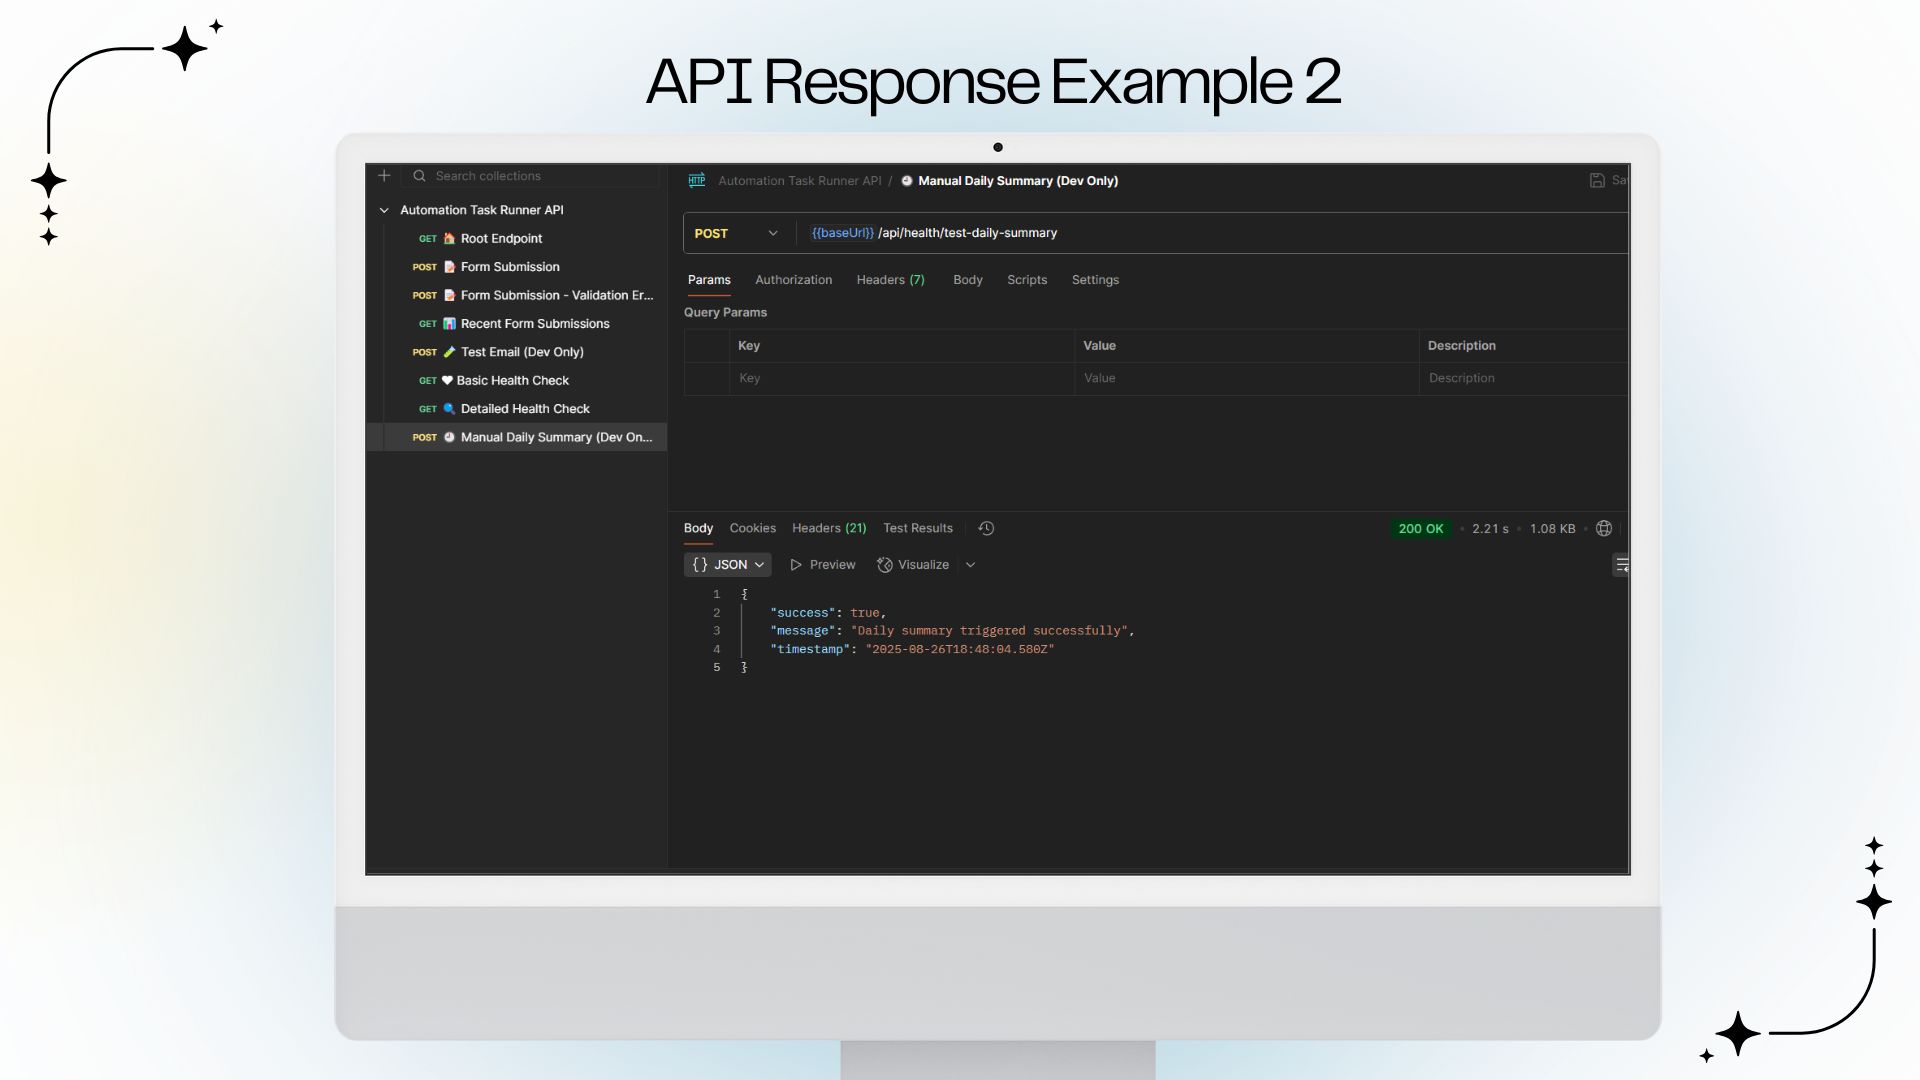 API Response Example 2
Search collections
Automation Task Runner API
GET Root Endpoint
POST Form Submission
POST Form Submission - Validation Er...
GET Recent Form Submissions
POST Test Email (Dev Only)
GET Basic Health Check
GET Detailed Health Check
POST Manual Daily Summary (Dev On...
HTTP Automation Task Runner API / Manual Daily Summary (Dev Only)
Sa
POST {{baseUrl}} /api/health/test-daily-summary
Params Authorization Headers (7) Body Scripts Settings
Query Params
Key Value Description
Key Value Description
Body Cookies Headers (21) Test Results 200 OK • 2.21 s • 1.08 KB •
{ } JSON Preview Visualize
1 {
2 "success": true,
3 "message": "Daily summary triggered successfully",
4 "timestamp": "2025-08-26T18:48:04.580Z"
5 }